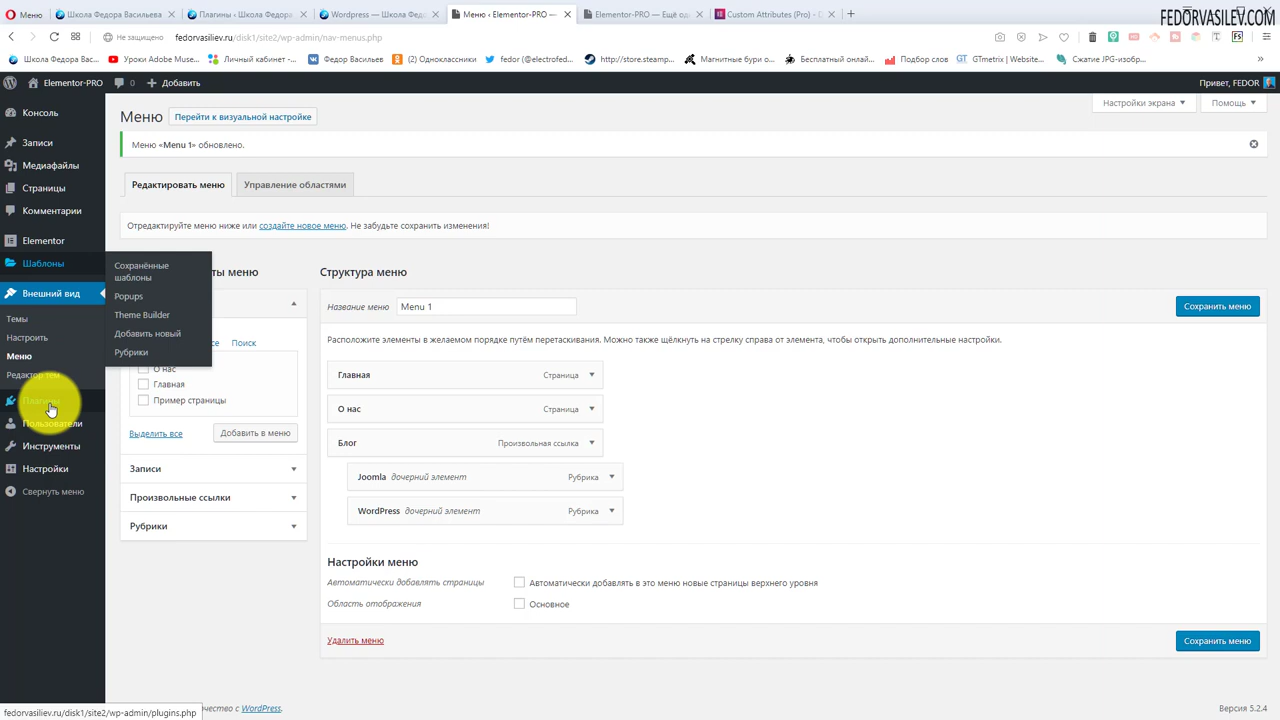 Меню
Школа Федора Васильева
Плагины ‹ Школа Федора
Wordpress — Школа Фед
Меню ‹ Elementor-PRO —
Elementor-PRO — Ещё од
Custom Attributes (Pro) - D
FEDORVASILEV.COM
Не защищено
fedorvasiliev.ru/disk1/site2/wp-admin/nav-menus.php
Школа Федора Васи...
Уроки Adobe Muse...
Личный кабинет -...
Федор Васильев
(2) Одноклассники
fedor (@electrofed...
http://store.steamp...
Магнитные бури о...
Бесплатный онлай...
Подбор слов
GTmetrix | Website...
Сжатие JPG-изобр...
Elementor-PRO
0
Добавить
Привет, FEDOR
Консоль
Записи
Медиафайлы
Страницы
Комментарии
Elementor
Шаблоны
Сохранённые
шаблоны
Popups
Theme Builder
Добавить новый
Рубрики
Внешний вид
Темы
Настроить
Меню
Редактор тем
Плагины
Пользователи
Инструменты
Настройки
Свернуть меню
Меню
Перейти к визуальной настройке
Настройки экрана
Помощь
Меню «Menu 1» обновлено.
Редактировать меню
Управление областями
Отредактируйте меню ниже или создайте новое меню. Не забудьте сохранить изменения!
ты меню
се
Поиск
О нас
Главная
Пример страницы
Выделить все
Добавить в меню
Записи
Произвольные ссылки
Рубрики
Структура меню
Название меню
Menu 1
Сохранить меню
Расположите элементы в желаемом порядке путём перетаскивания. Можно также щёлкнуть на стрелку справа от элемента, чтобы открыть дополнительные настройки.
Главная
Страница
О нас
Страница
Блог
Произвольная ссылка
Joomla дочерний элемент
Рубрика
WordPress дочерний элемент
Рубрика
Настройки меню
Автоматически добавлять страницы
Автоматически добавлять в это меню новые страницы верхнего уровня
Область отображения
Основное
Удалить меню
Сохранить меню
fedorvasiliev.ru/disk1/site2/wp-admin/plugins.php
чество с WordPress.
Версия 5.2.4